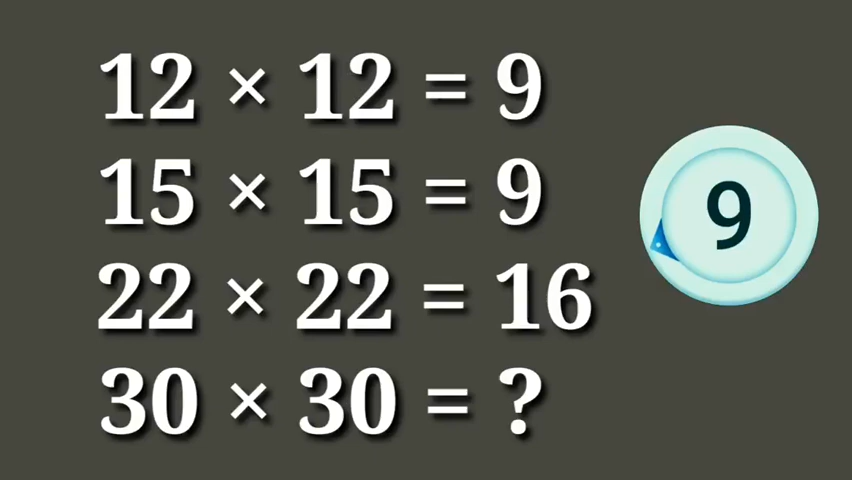 12 × 12 = 9
15 × 15 = 9
22 × 22 = 16
30 × 30 = ?
9